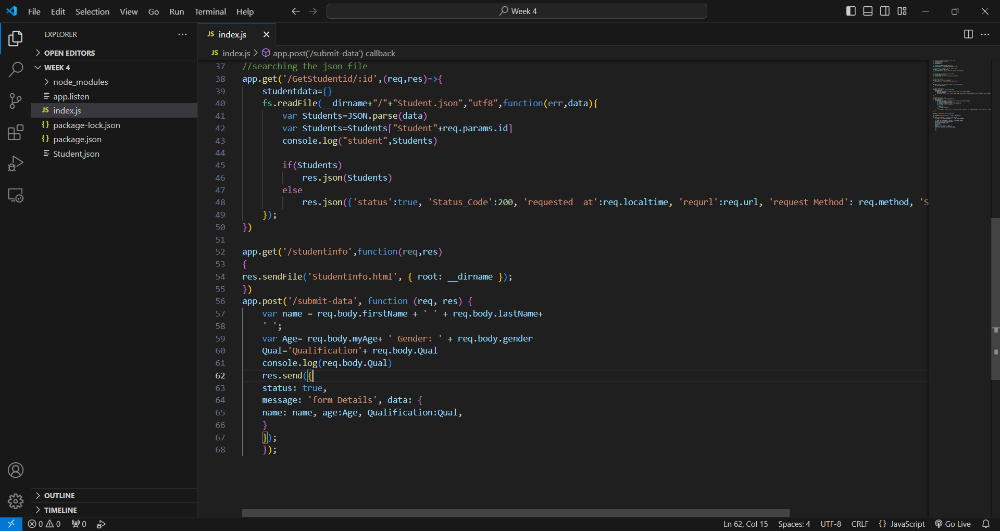 File Edit Selection View Go Run Terminal Help
Week 4
EXPLORER
OPEN EDITORS
WEEK 4
node_modules
app.listen
JS index.js
{} package-lock.json
{} package.json
Student,json
OUTLINE
TIMELINE
JS index.js
JS index.js > app.post('/submit-data') callback
37 //searching the json file
38 app.get('/GetStudentid/:id',(req,res)=>{
39 studentdata={}
40 fs.readFile(__dirname+"/"+"Student.json","utf8",function(err,data){
41 var Students=JSON.parse(data)
42 var Students=Students["Student"+req.params.id]
43 console.log("student",Students)
44
45 if(Students)
46 res.json(Students)
47 else
48 res.json({'status':true, 'Status_Code':200, 'requested  at':req.localtime, 'requrl':req.url, 'request Method': req.method, 'S
49 });
50 })
51
52 app.get('/studentinfo',function(req,res)
53 {
54 res.sendFile('StudentInfo.html', { root: __dirname });
55 })
56 app.post('/submit-data', function (req, res) {
57 var name = req.body.firstName + ' ' + req.body.lastName+
58 ' ';
59 var Age= req.body.myAge+ ' Gender: ' + req.body.gender
60 Qual='Qualification'+ req.body.Qual
61 console.log(req.body.Qual)
62 res.send({
63 status: true,
64 message: 'form Details', data: {
65 name: name, age:Age, Qualification:Qual,
66 }
67 });
68 });
0 0 0
Ln 62, Col 15 Spaces: 4 UTF-8 CRLF {} JavaScript Go Live